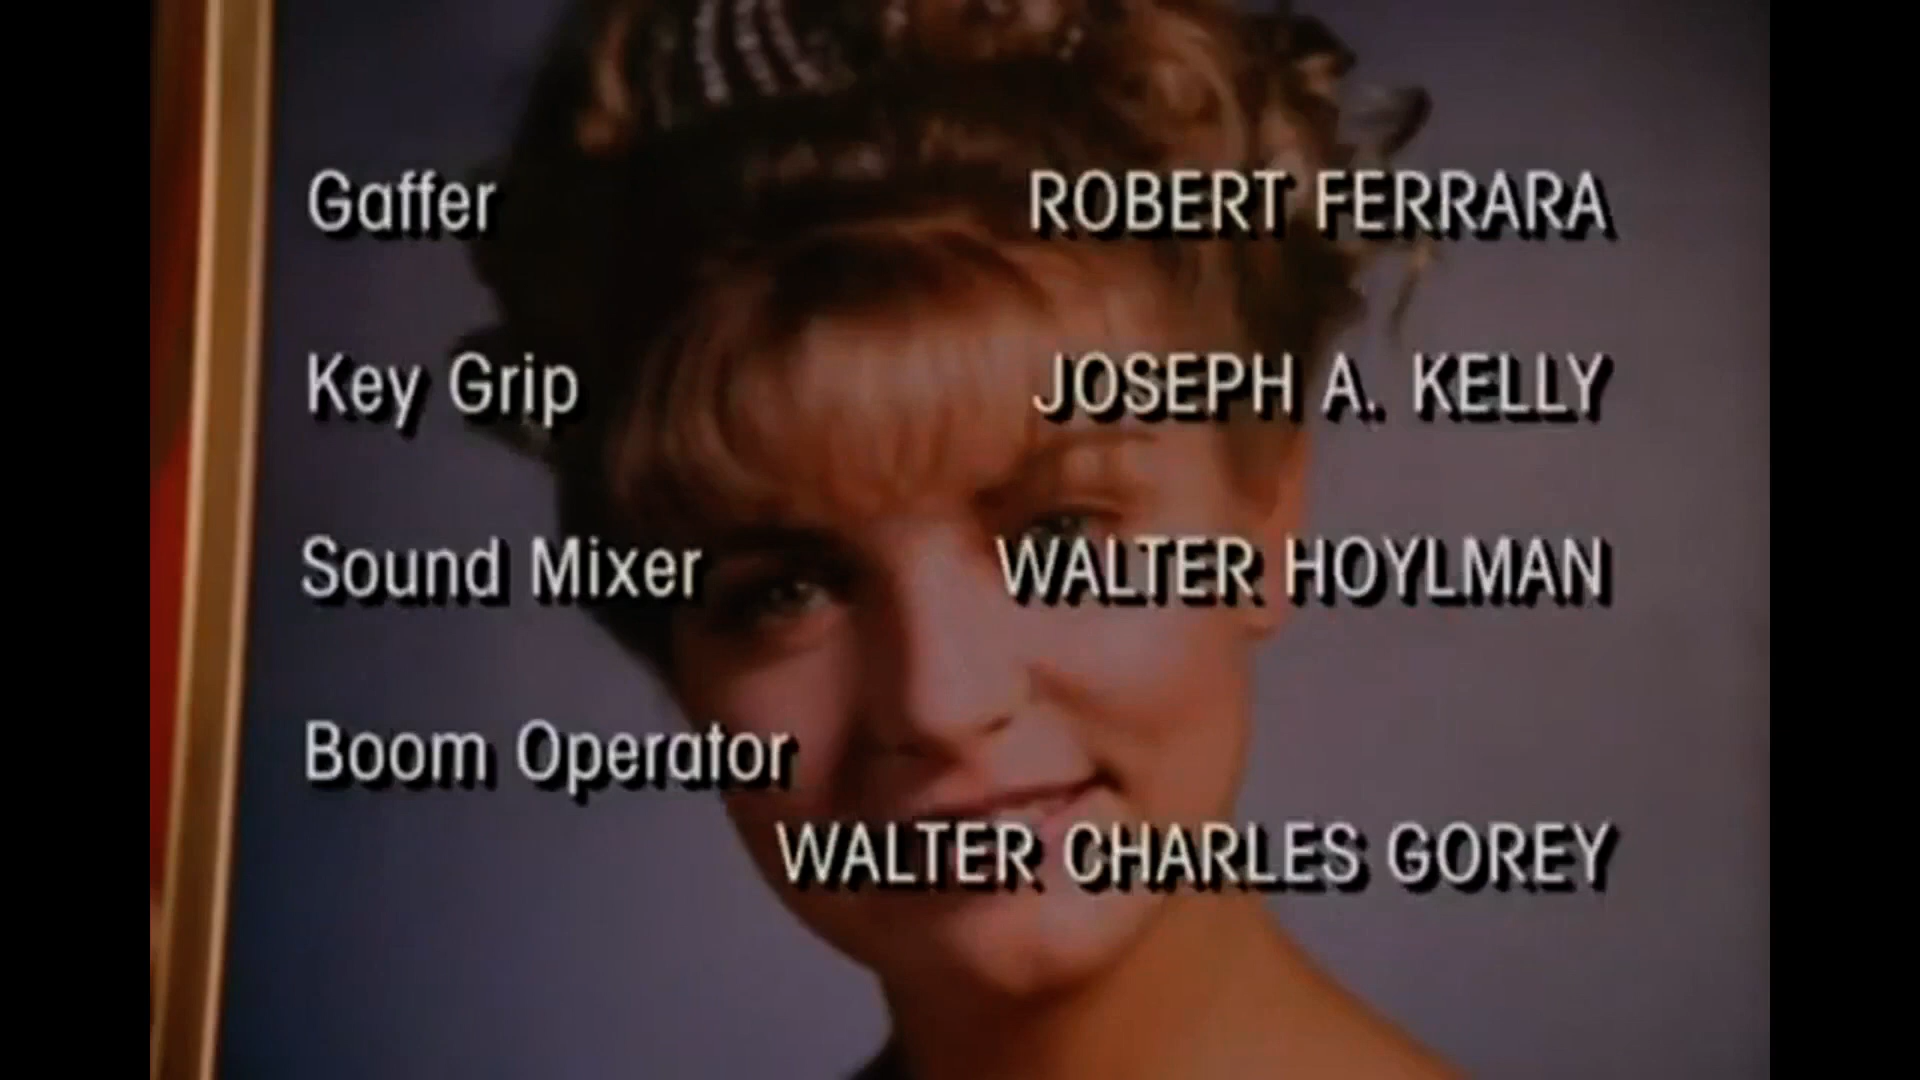 Gaffer ROBERT FERRARA
Key Grip JOSEPH A. KELLY
Sound Mixer WALTER HOYLMAN
Boom Operator
WALTER CHARLES GOREY